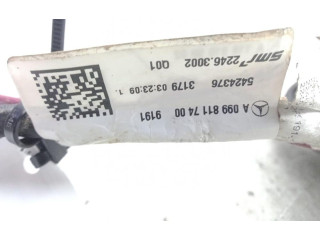 smr 2246.3002
Q01
5424376
3179 03:23:09 1.
A 099 811 74 00
9191